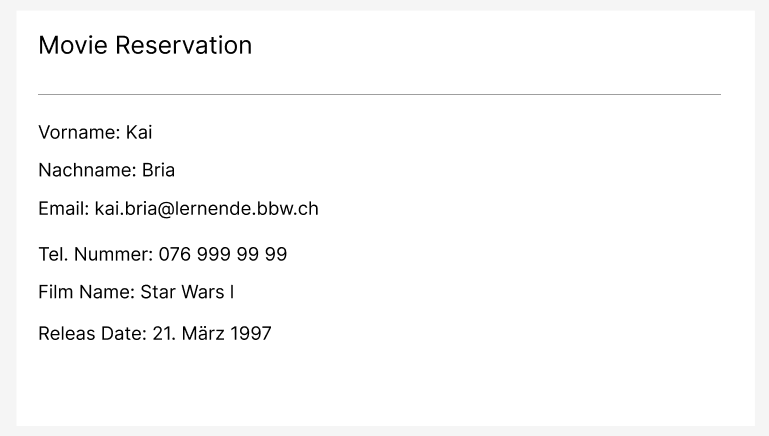 Movie Reservation
Vorname: Kai
Nachname: Bria
Email: kai.bria@lernende.bbw.ch
Tel. Nummer: 076 999 99 99
Film Name: Star Wars I
Releas Date: 21. März 1997